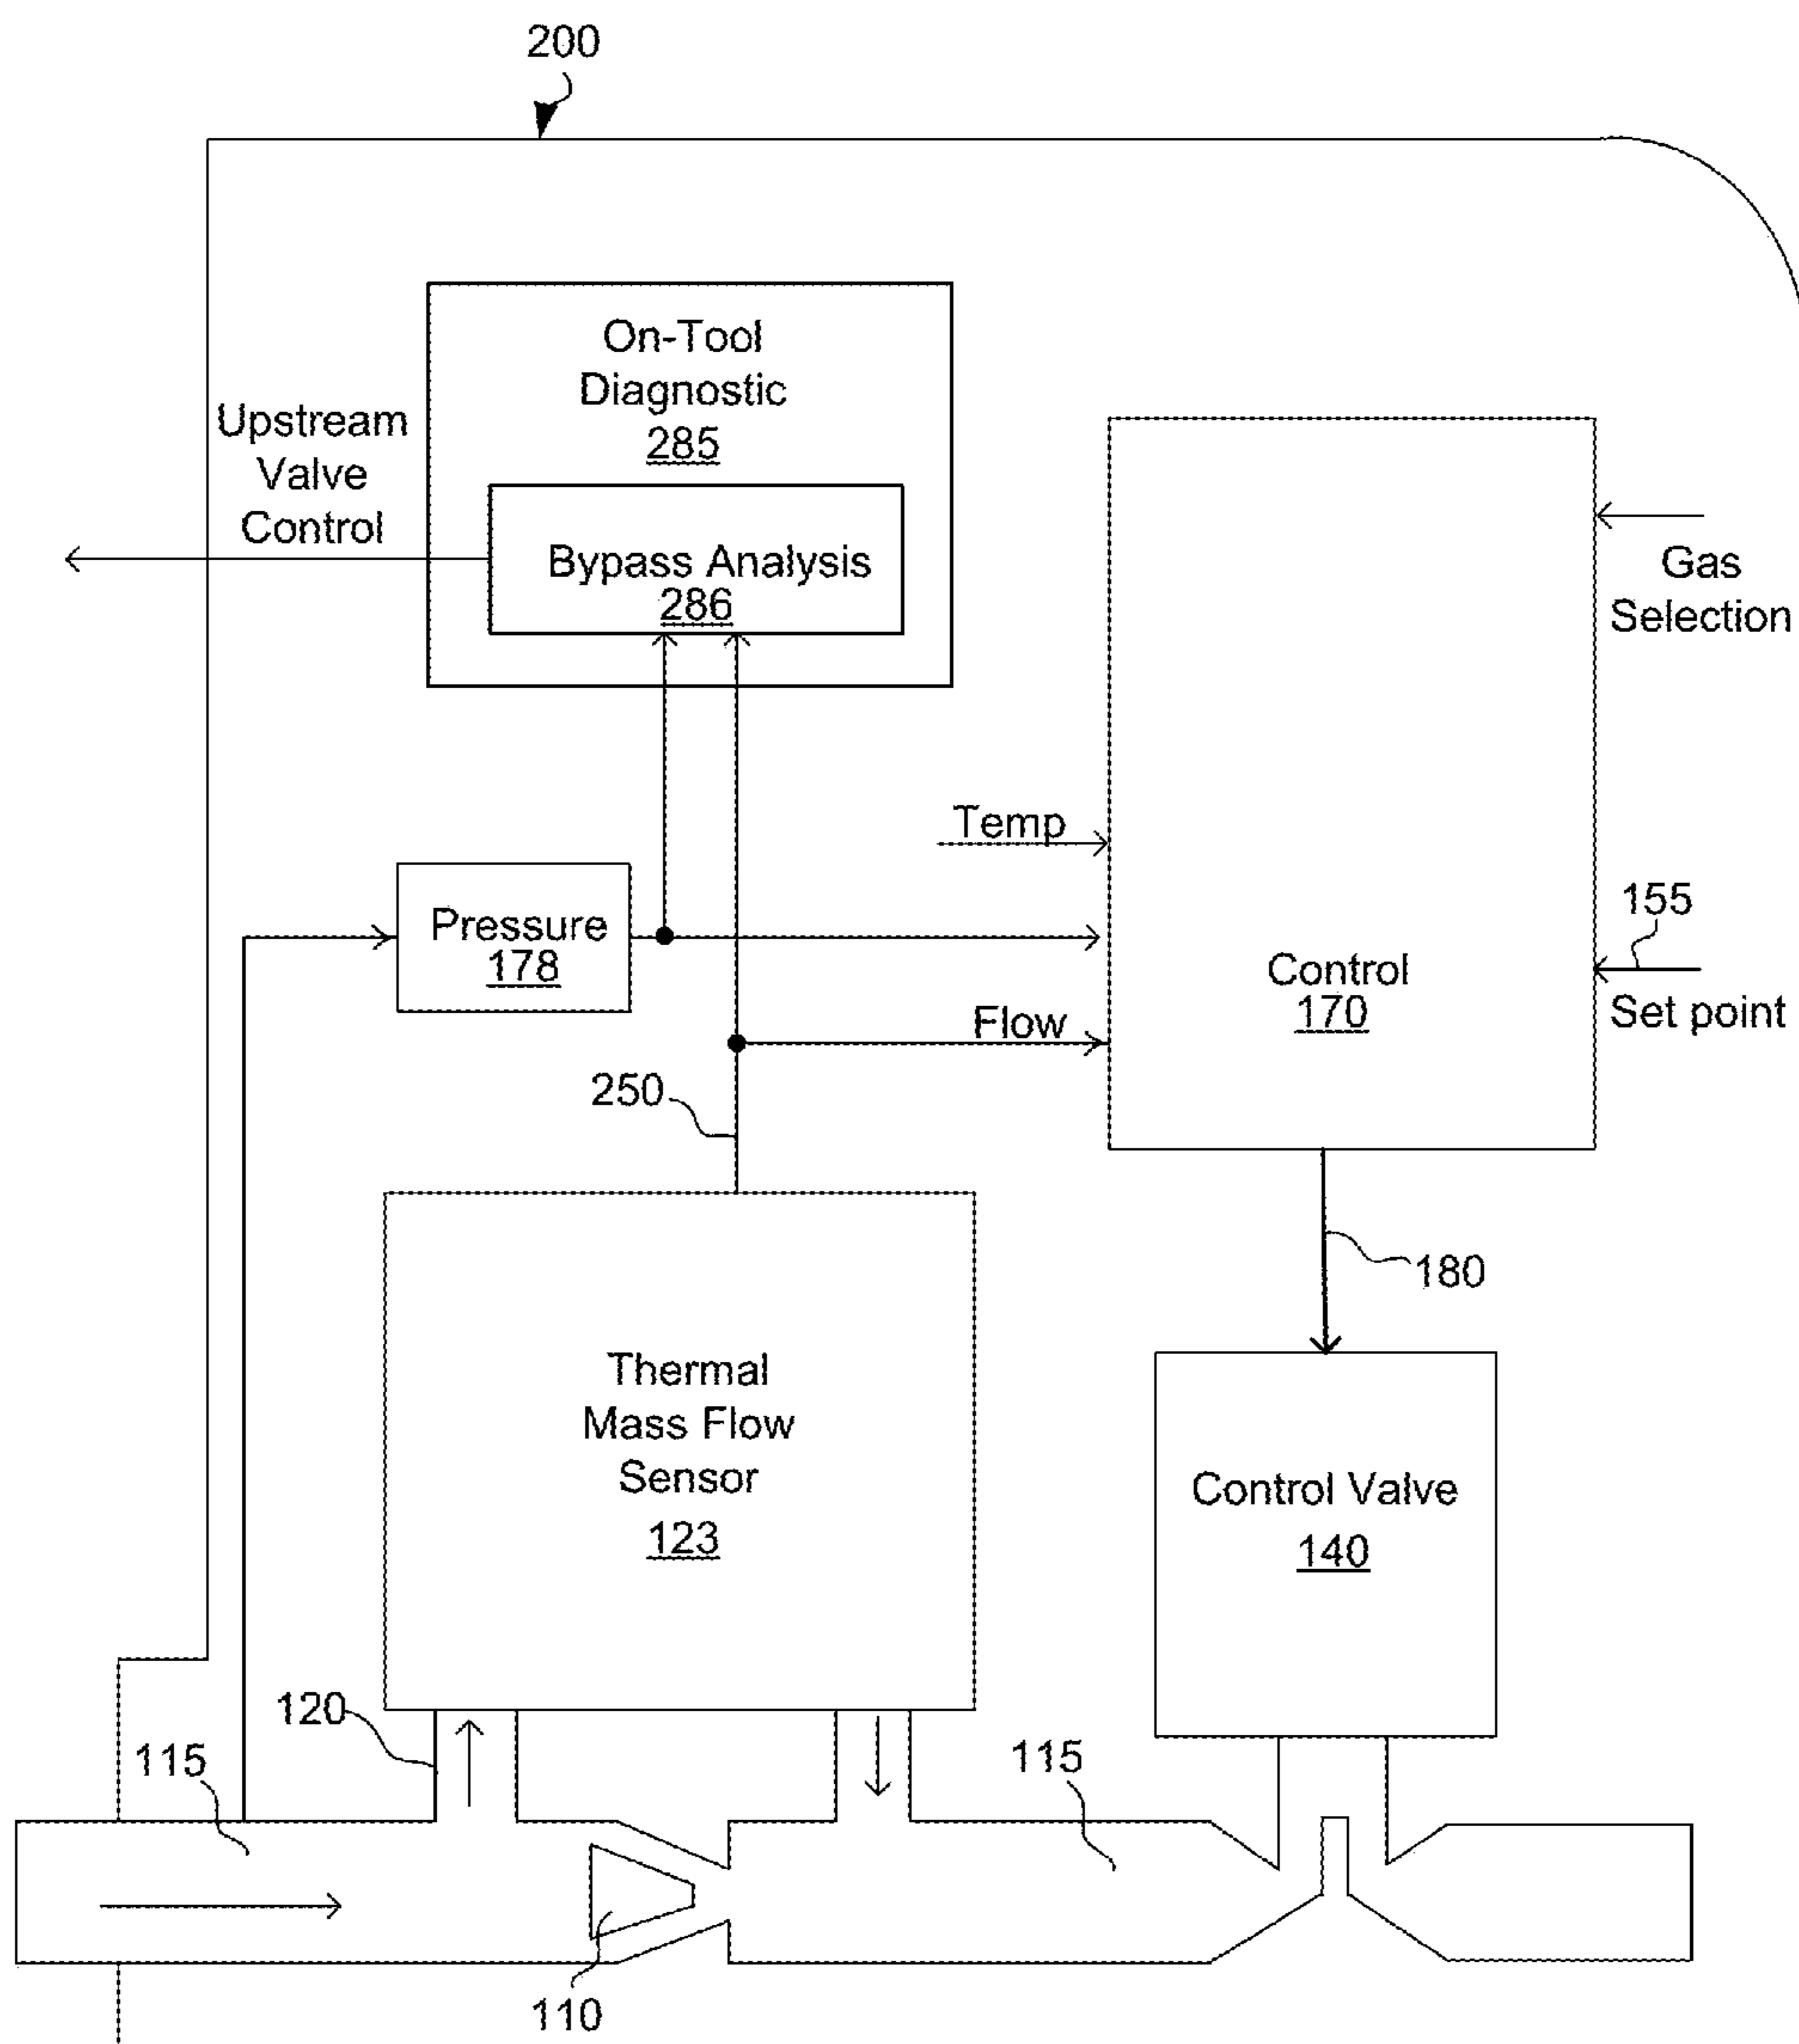 200
On-Tool
Diagnostic
285
Upstream
Valve
Control
Bypass Analysis
286
Gas
Selection
Temp
155
Pressure
178
Control
170
Set point
Flow
250
180
Thermal
Mass Flow
Sensor
123
Control Valve
140
120
115
115
110